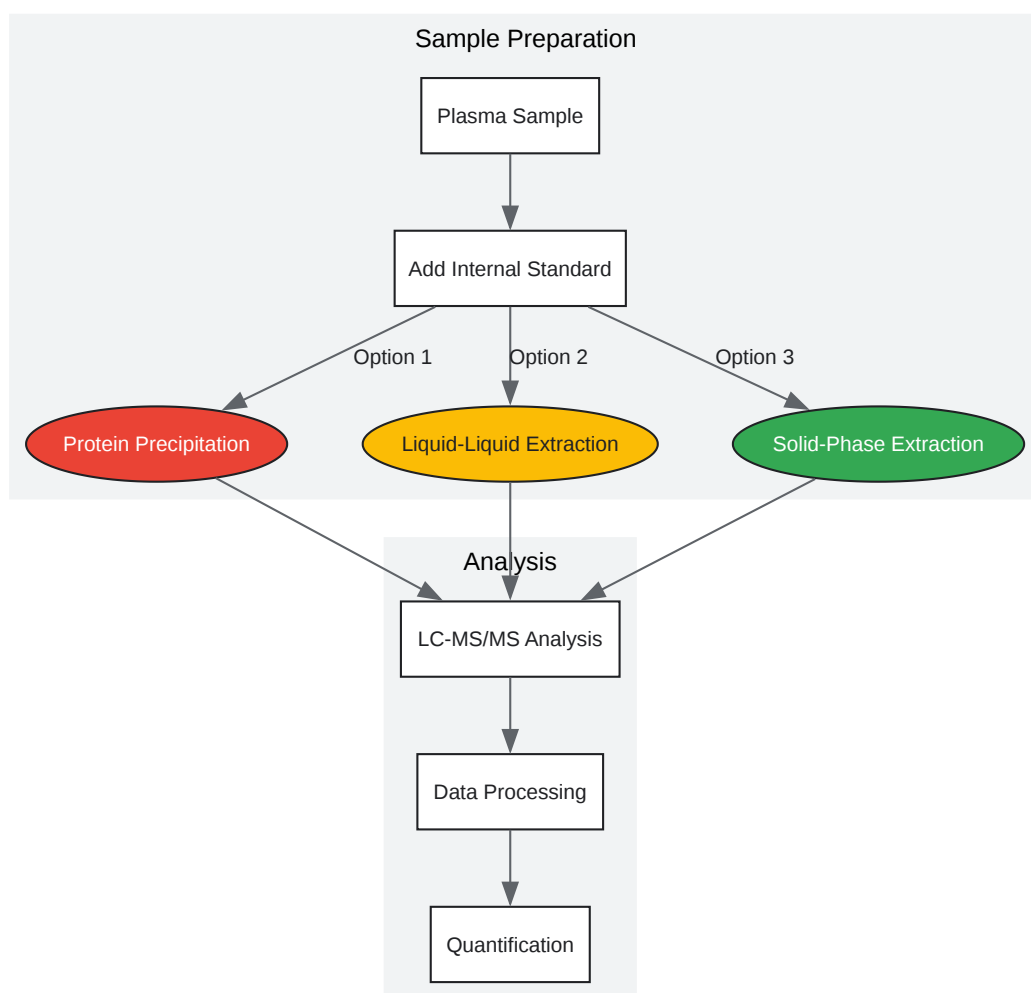 Sample Preparation
Plasma Sample
Add Internal Standard
Option 1
Option 2
Option 3
Protein Precipitation
Liquid-Liquid Extraction
Solid-Phase Extraction
Analysis
LC-MS/MS Analysis
Data Processing
Quantification